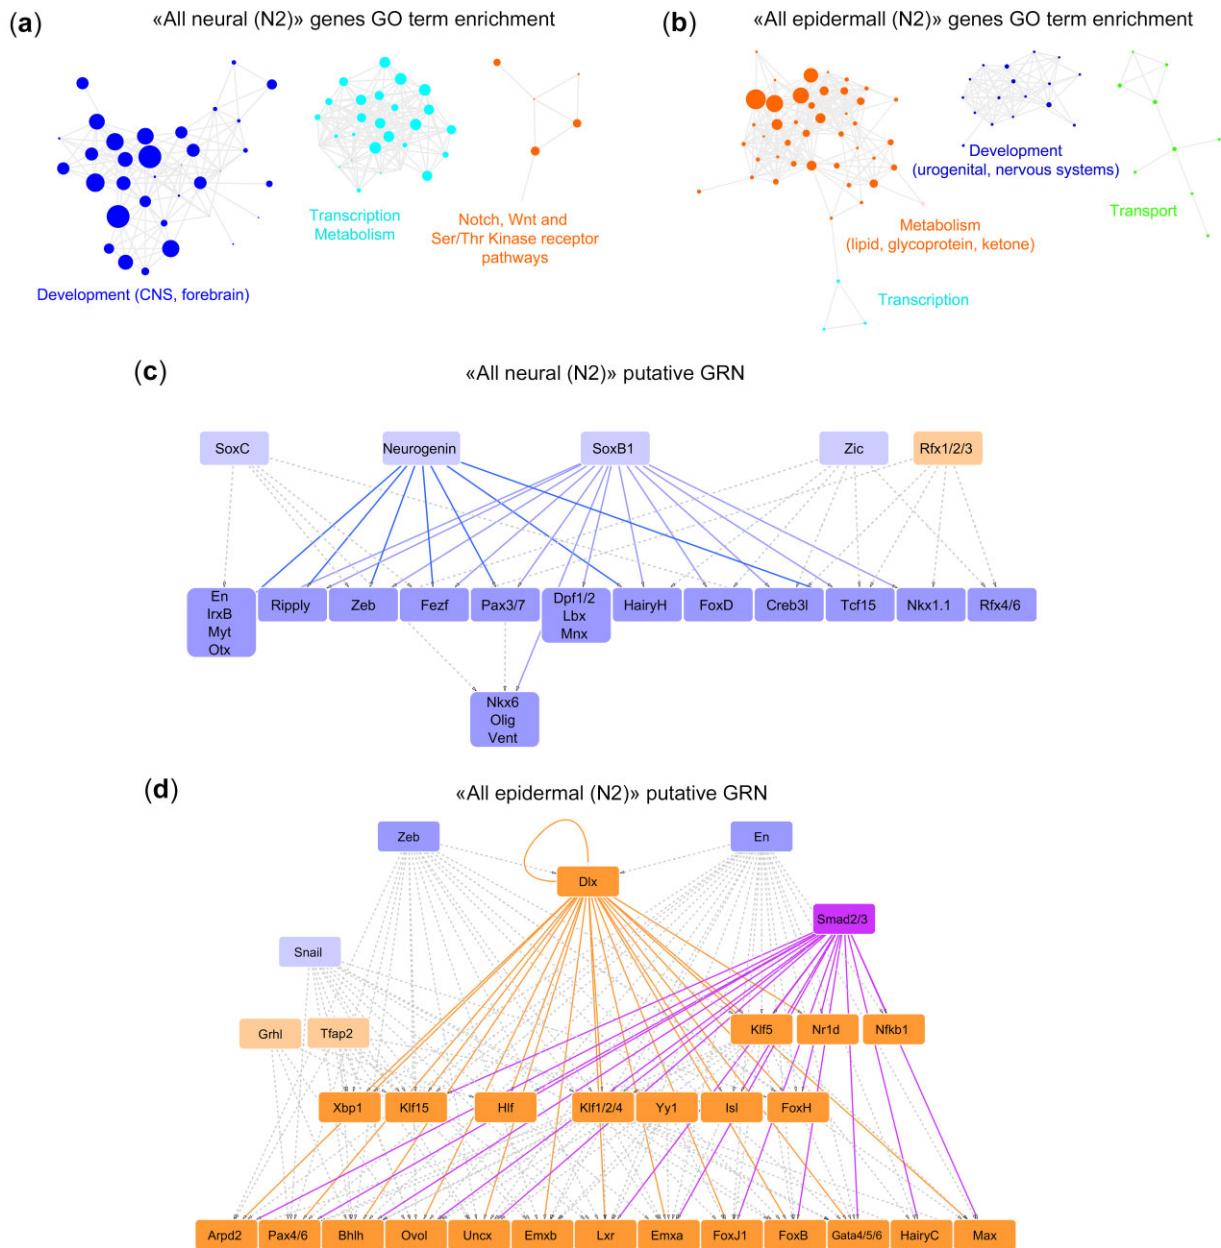 (a)
«All neural (N2)» genes GO term enrichment
Development (CNS, forebrain)
Transcription
Metabolism
Notch, Wnt and
Ser/Thr Kinase receptor
pathways
(b)
«All epidermall (N2)» genes GO term enrichment
Development
(urogenital, nervous systems)
Transport
Metabolism
(lipid, glycoprotein, ketone)
Transcription
(c)
«All neural (N2)» putative GRN
SoxC
Neurogenin
SoxB1
Zic
Rfx1/2/3
En
IrxB
Myt
Otx
Ripply
Zeb
Fezf
Pax3/7
Dpf1/2
Lbx
Mnx
HairyH
FoxD
Creb3l
Tcf15
Nkx1.1
Rfx4/6
Nkx6
Olig
Vent
(d)
«All epidermal (N2)» putative GRN
Zeb
En
Dlx
Smad2/3
Snail
Grhl
Tfap2
Klf5
Nr1d
Nfkb1
Xbp1
Klf15
Hlf
Klf1/2/4
Yy1
Isl
FoxH
Arpd2
Pax4/6
Bhlh
Ovol
Uncx
Emxb
Lxr
Emxa
FoxJ1
FoxB
Gata4/5/6
HairyC
Max